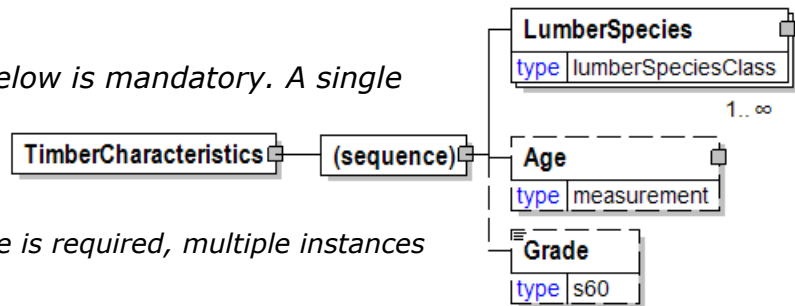 LumberSpecies
type lumberSpeciesClass
elow is mandatory. A single
1..∞
TimberCharacteristics (sequence)
Age
type measurement
e is required, multiple instances
Grade
type s60